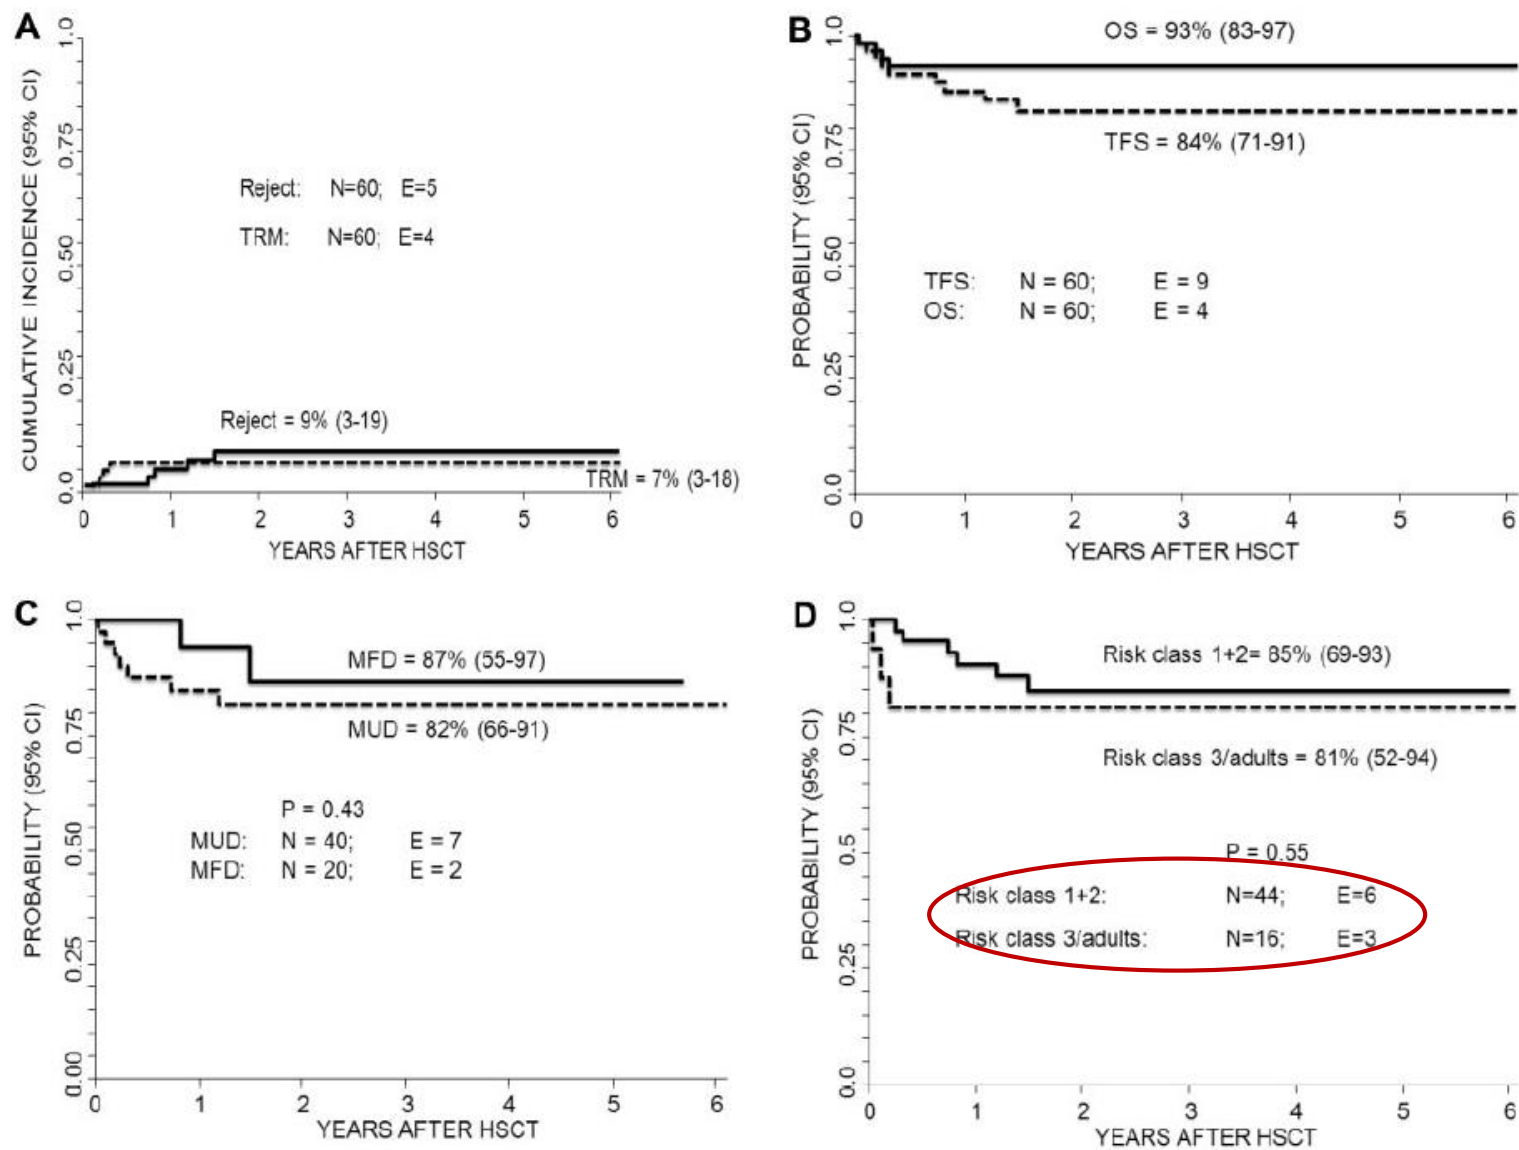 A
CUMULATIVE INCIDENCE (95% CI)
1.0
0.75
0.50
0.25
0.0
Reject: N=60; E=5
TRM: N=60; E=4
Reject = 9% (3-19)
TRM = 7% (3-18)
0 1 2 3 4 5 6
YEARS AFTER HSCT
B
PROBABILITY (95% CI)
1.0
0.75
0.50
0.25
0.0
OS = 93% (83-97)
TFS = 84% (71-91)
TFS: N = 60; E = 9
OS: N = 60; E = 4
0 1 2 3 4 5 6
YEARS AFTER HSCT
C
PROBABILITY (95% CI)
1.0
0.75
0.50
0.25
0.00
MFD = 87% (55-97)
MUD = 82% (66-91)
P = 0.43
MUD: N = 40; E = 7
MFD: N = 20; E = 2
0 1 2 3 4 5 6
YEARS AFTER HSCT
D
PROBABILITY (95% CI)
1.0
0.75
0.5
0.25
0.0
Risk class 1+2= 85% (69-93)
Risk class 3/adults = 81% (52-94)
P = 0.55
Risk class 1+2: N=44; E=6
Risk class 3/adults: N=16; E=3
0 1 2 3 4 5 6
YEARS AFTER HSCT